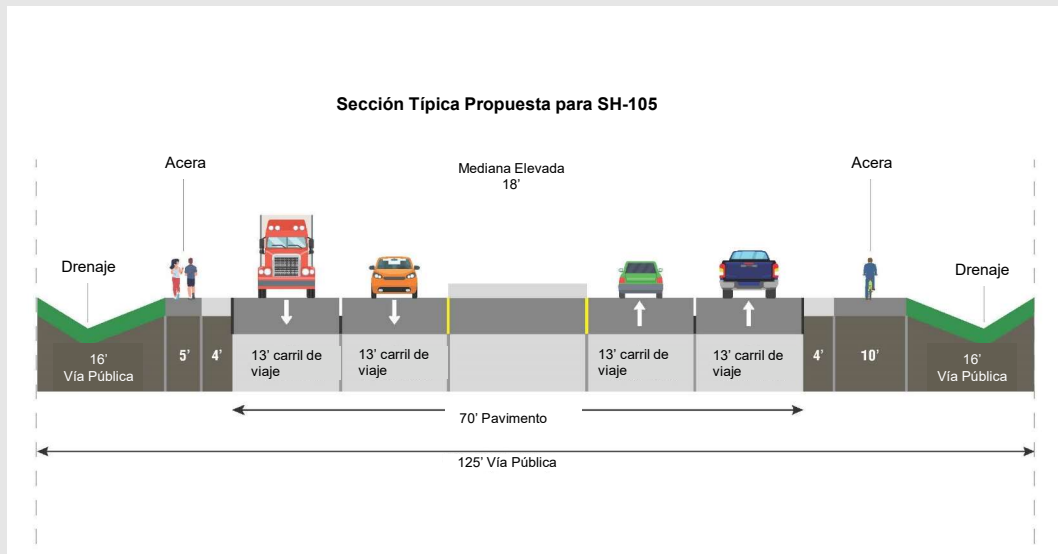 Sección Típica Propuesta para SH-105
Acera
Mediana Elevada
18'
Acera
Drenaje
Drenaje
16'
Vía Pública
5'
4'
13' carril de
viaje
13' carril de
viaje
13' carril de
viaje
13' carril de
viaje
4'
10'
16'
Vía Pública
70' Pavimento
125' Vía Pública